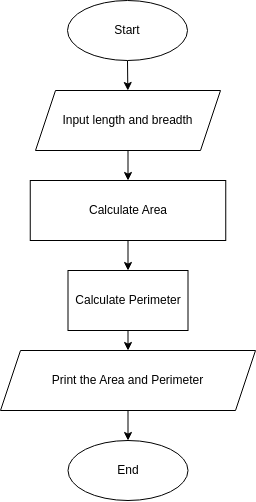 Start
Input length and breadth
Calculate Area
Calculate Perimeter
Print the Area and Perimeter
End